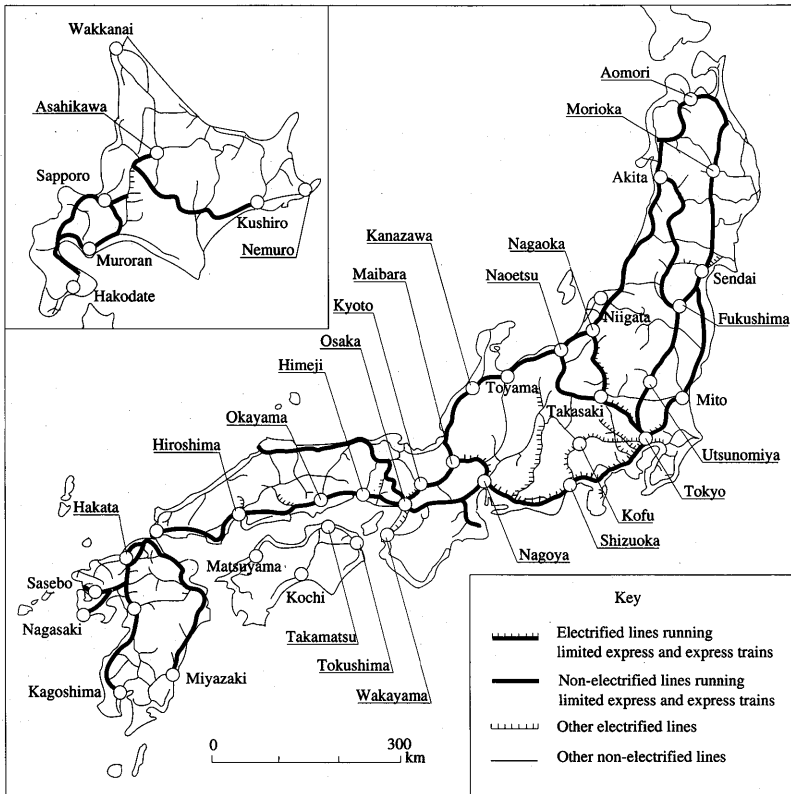 Wakkanai
Asahikawa
Sapporo
Kushiro
Muroran
Nemuro
Hakodate
Aomori
Morioka
Akita
Kanazawa
Nagaoka
Maibara
Naoetsu
Sendai
Kyoto
Niigata
Fukushima
Osaka
Himeji
Toyama
Takasaki
Mito
Okayama
Hiroshima
Utsunomiya
Tokyo
Hakata
Kofu
Shizuoka
Matsuyama
Nagoya
Sasebo
Kochi
Nagasaki
Takamatsu
Tokushima
Miyazaki
Kagoshima
Wakayama
0 300
km
Key
Electrified lines running
limited express and express trains
Non-electrified lines running
limited express and express trains
Other electrified lines
Other non-electrified lines